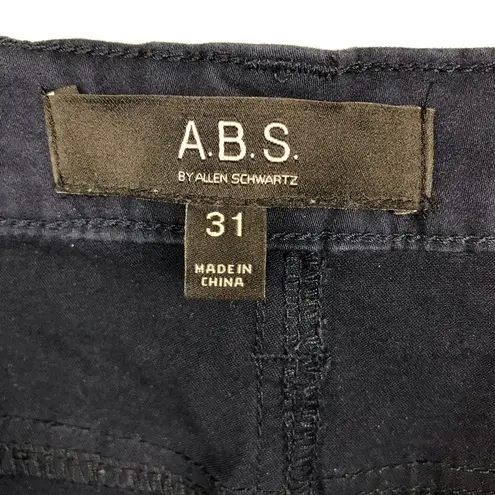 A.B.S.
BY ALLEN SCHWARTZ
31
MADE IN
CHINA